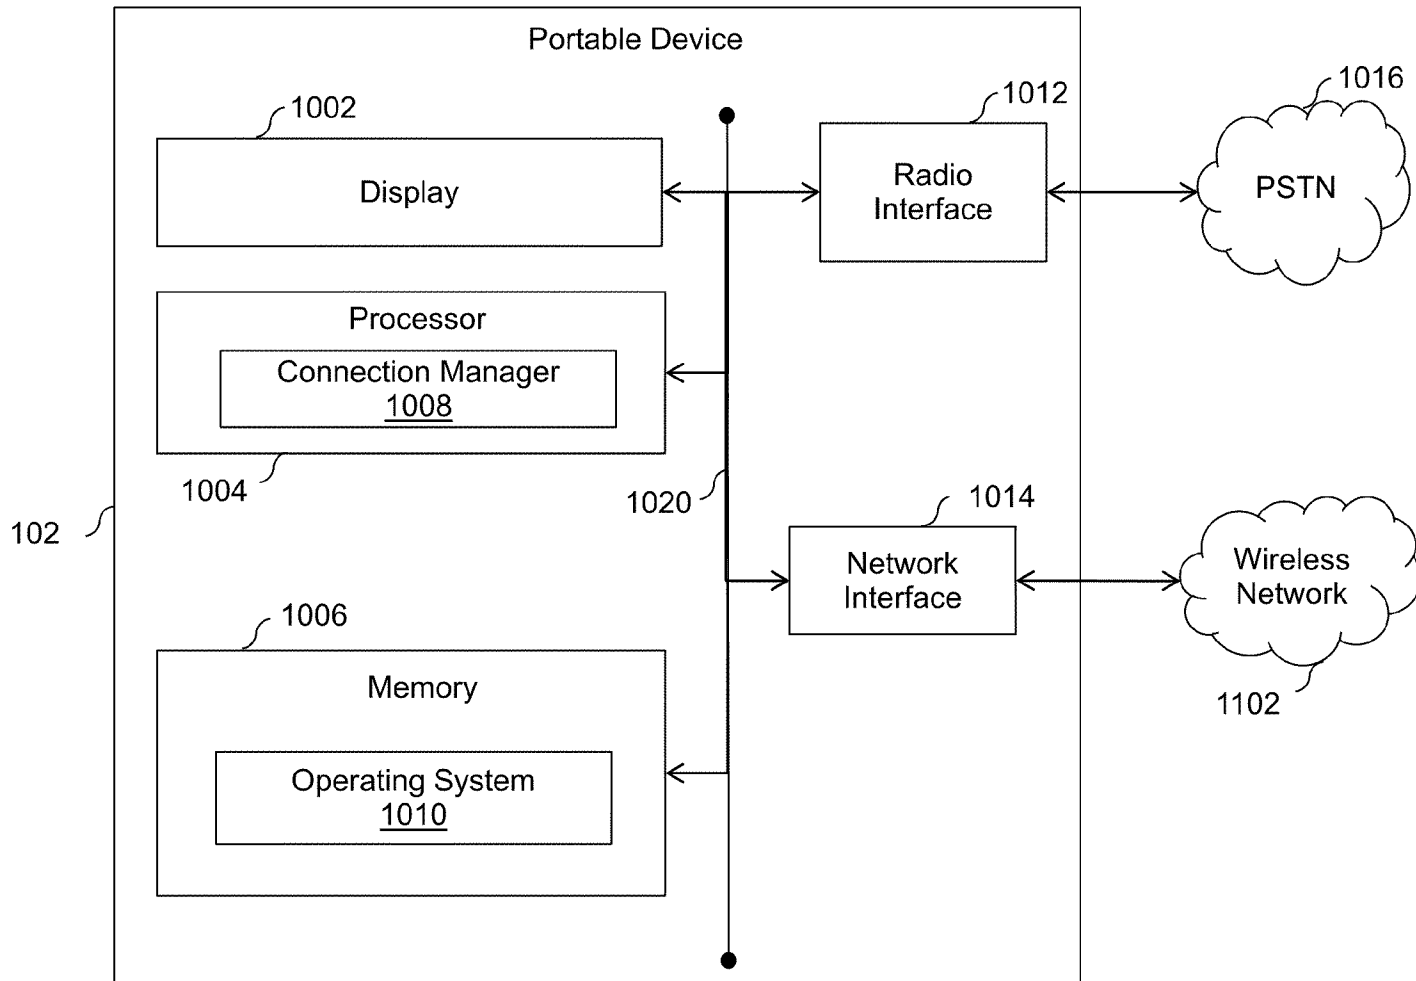 Portable Device
1002
1012
1016
Display
Radio
Interface
PSTN
Processor
Connection Manager
1008
1004
1020
1014
102
Network
Interface
Wireless
Network
1006
1102
Memory
Operating System
1010